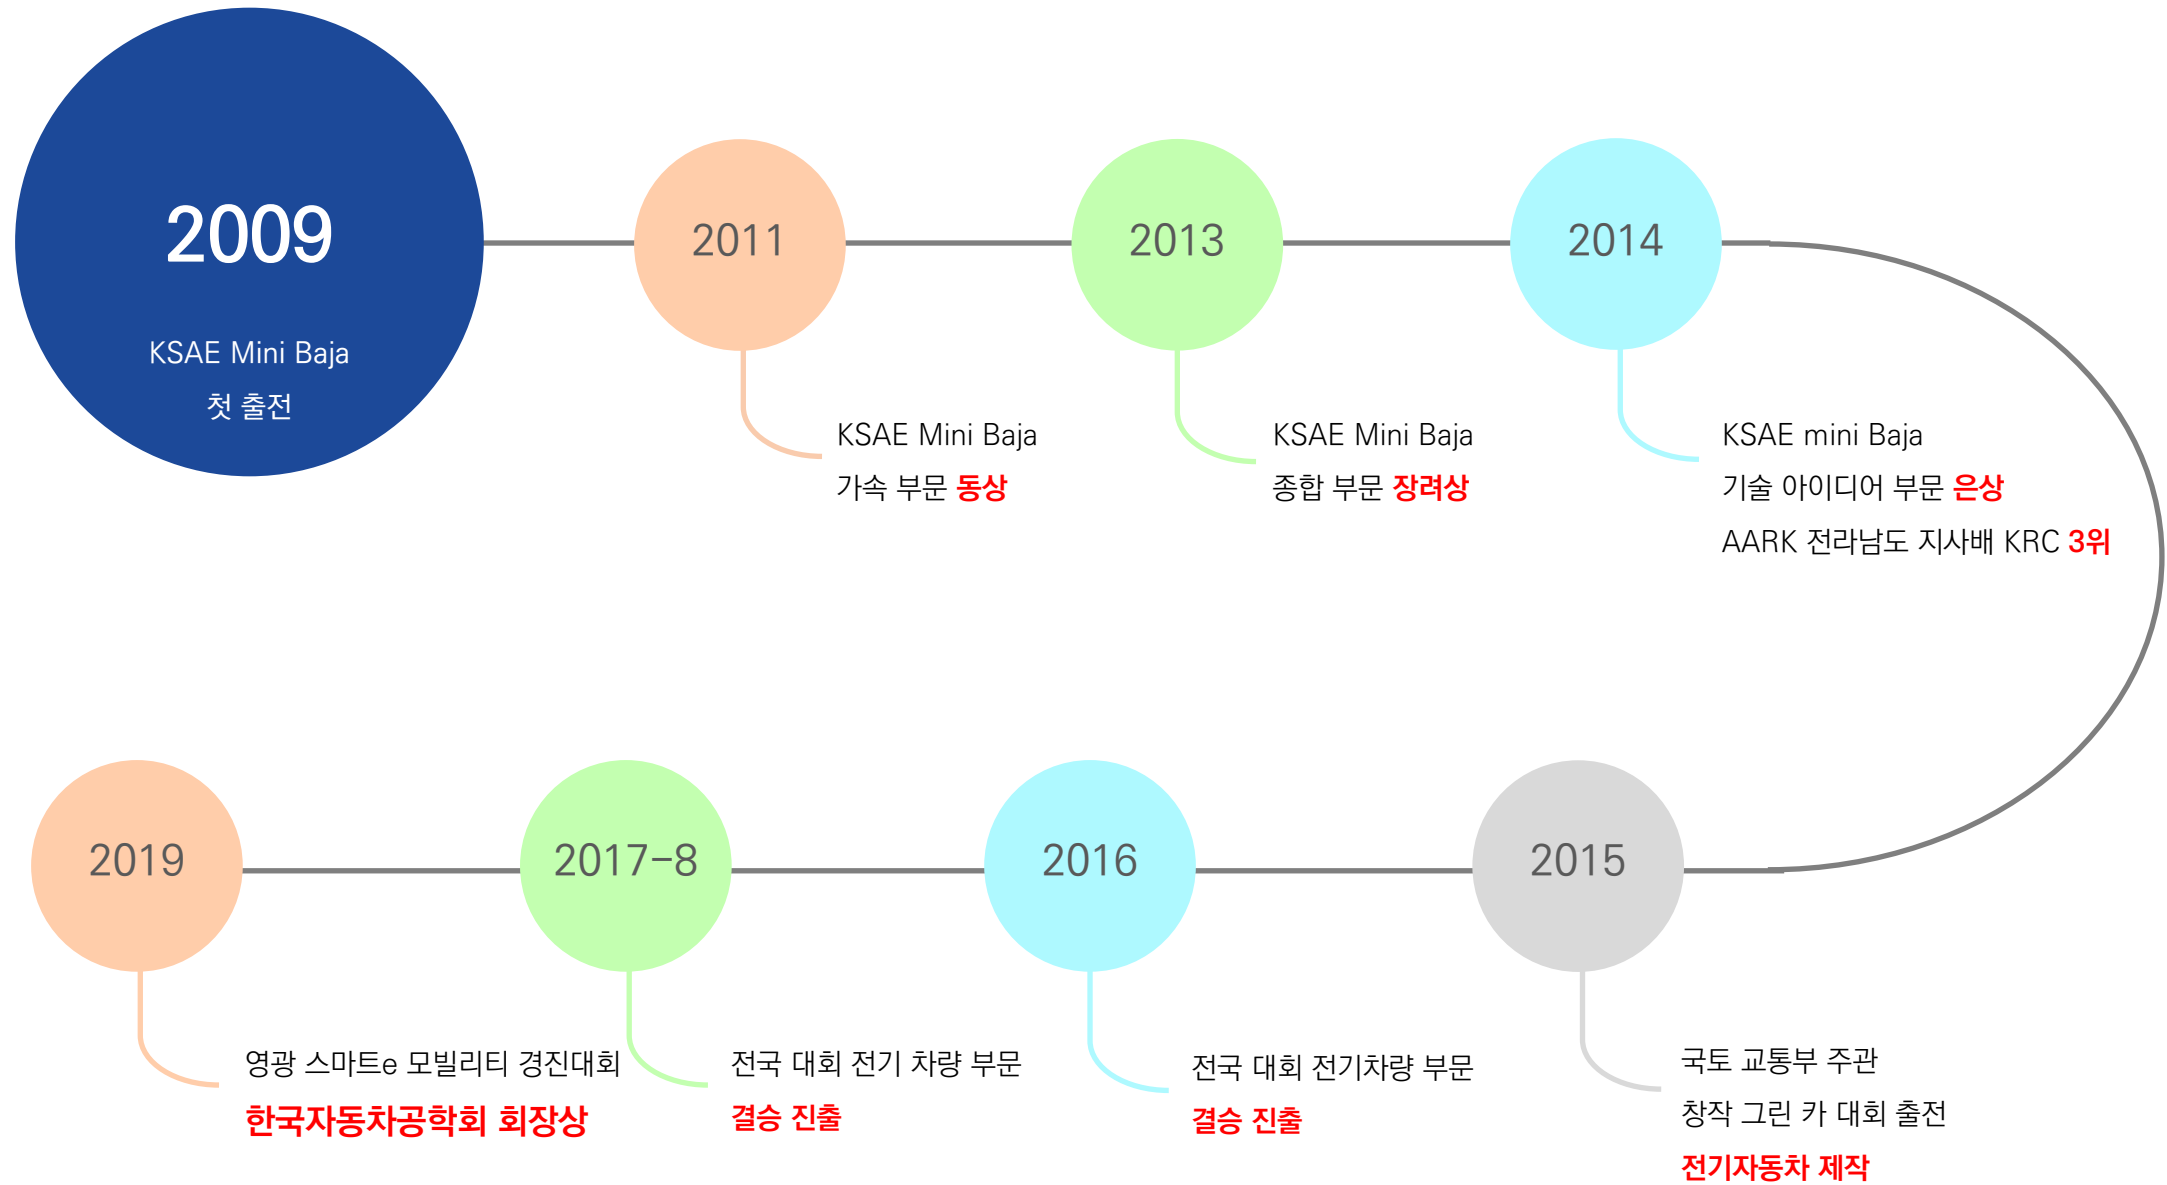 2009
KSAE Mini Baja
첫 출전
2011
KSAE Mini Baja
가속 부문 동상
2013
KSAE Mini Baja
종합 부문 장려상
2014
KSAE mini Baja
기술 아이디어 부문 은상
AARK 전라남도 지사배 KRC 3위
2015
국토 교통부 주관
창작 그린 카 대회 출전
전기자동차 제작
2016
전국 대회 전기차량 부문
결승 진출
2017-8
전국 대회 전기 차량 부문
결승 진출
2019
영광 스마트e 모빌리티 경진대회
한국자동차공학회 회장상